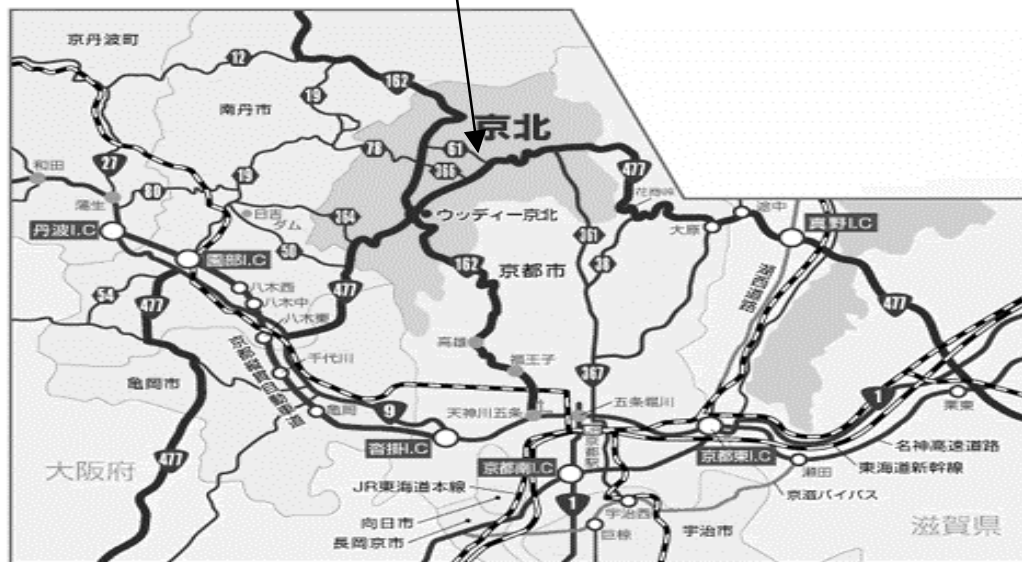 京丹波町
12
162
19
南丹市
京北
78
61
366
477
花脊峠
和田
27
19
80
蒲生
日吉
ダム
364
ウッディー京北
大原
途中
真野I.C
丹波I.C
園部I.C
50
361
38
162
京都市
湖西道路
54
477
八木西
八木中
八木東
477
477
京都縦貫自動車道
千代川
高雄
福王子
亀岡市
亀岡
9
367
天神川五条
五条堀川
1
栗東
沓掛I.C
京都駅
京都東I.C
名神高速道路
大阪府
477
京都南I.C
瀬田
東海道新幹線
JR東海道本線
京滋バイパス
1
宇治西
向日市
長岡京市
巨椋
宇治市
滋賀県